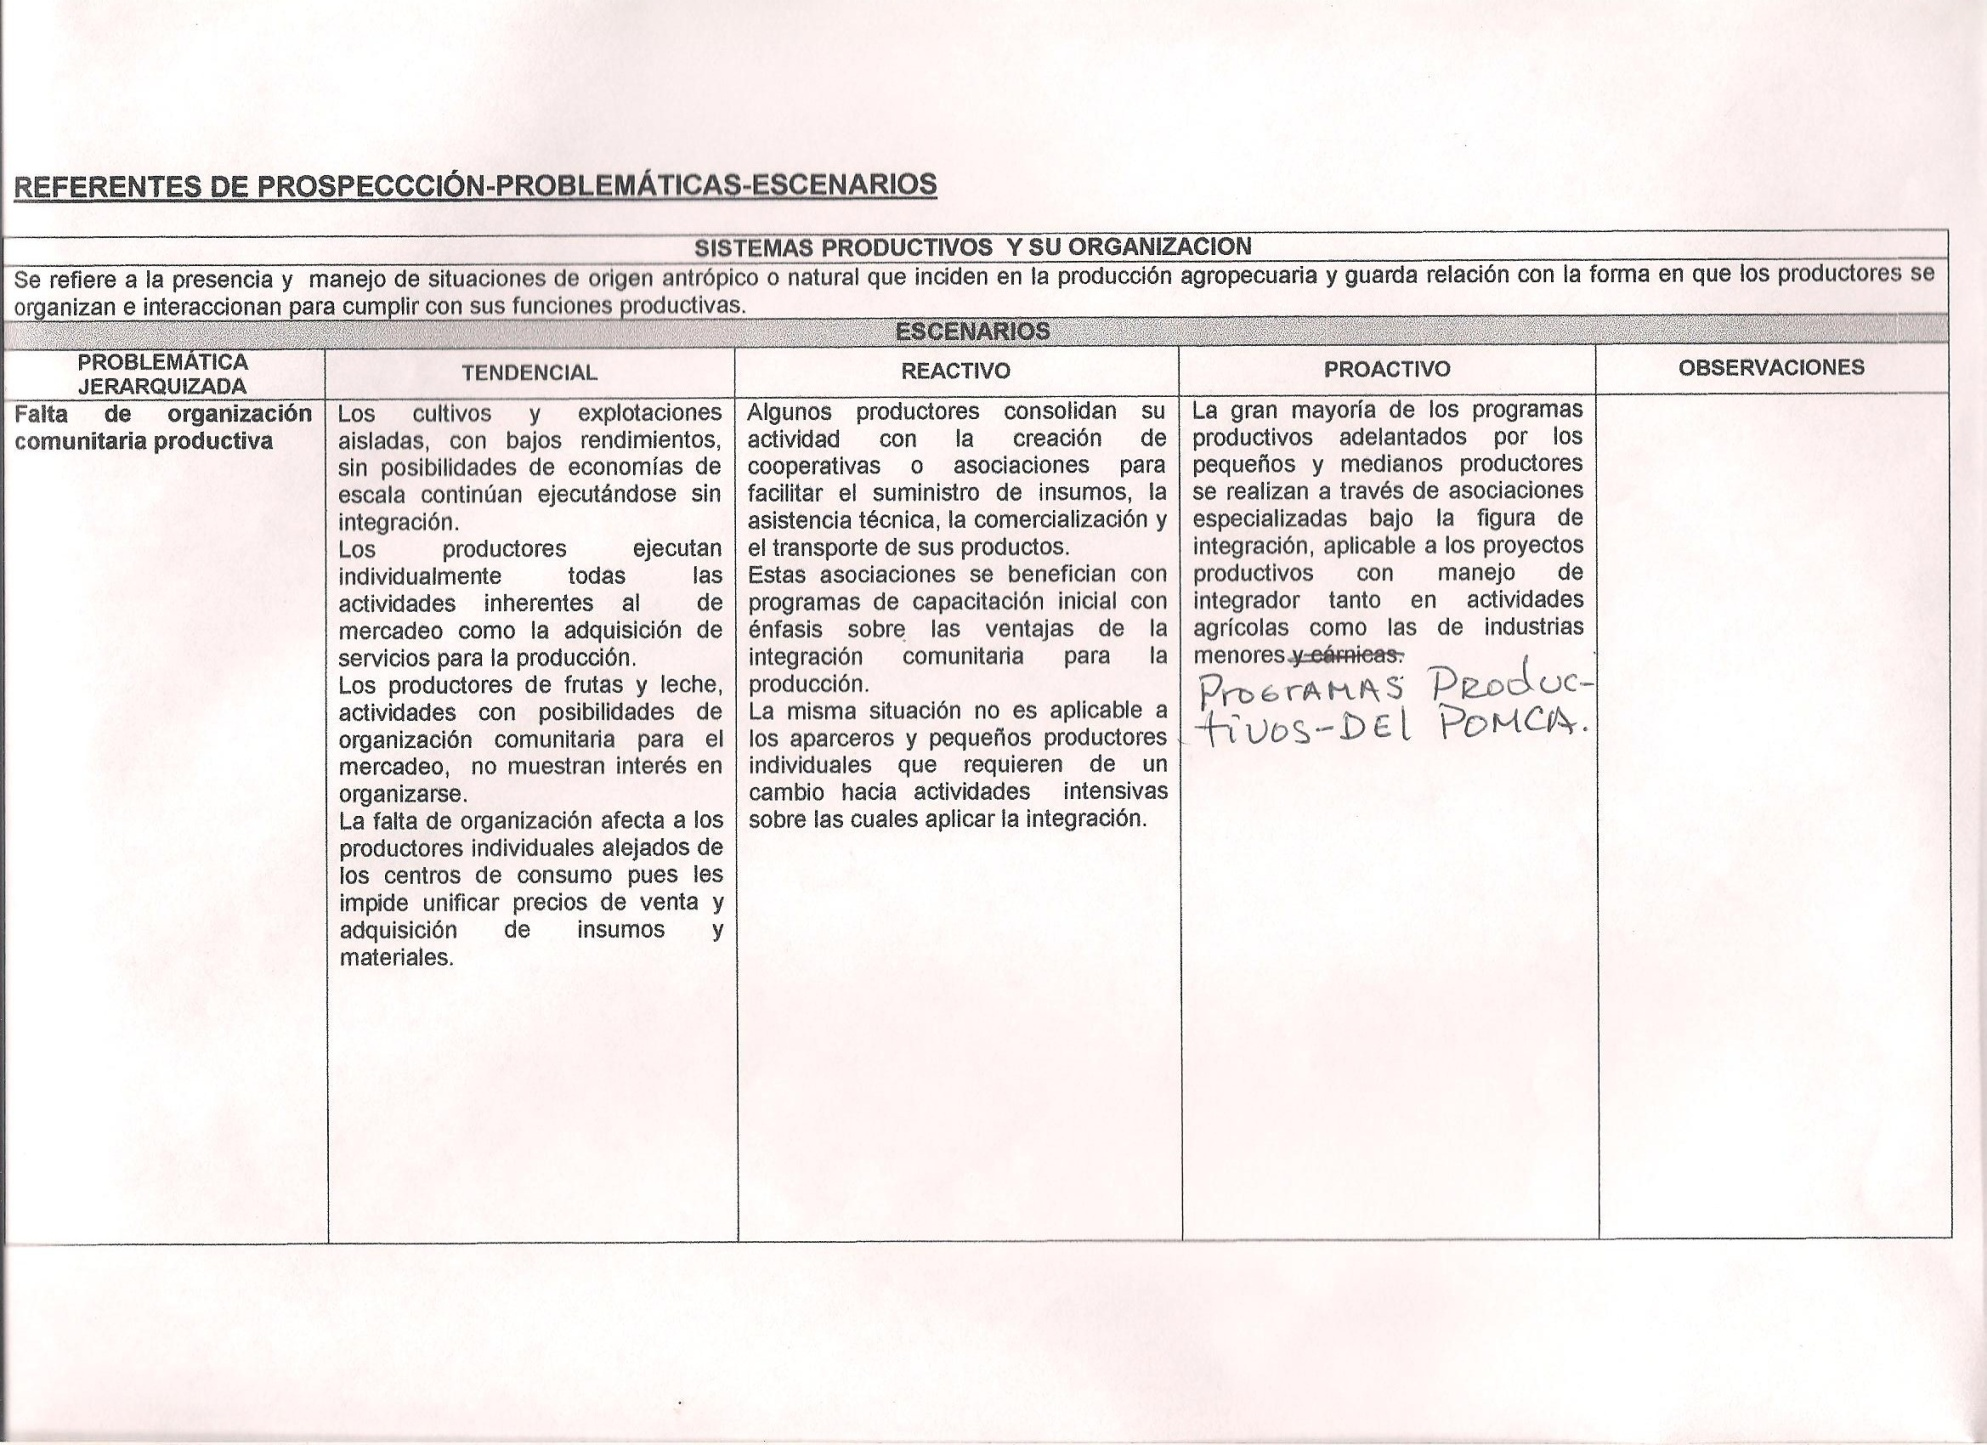 REFERENTES DE PROSPECCCIÓN-PROBLEMÁTICAS-ESCENARIOS
SISTEMAS PRODUCTIVOS Y SU ORGANIZACION
Se refiere a la presencia y manejo de situaciones de origen antrópico o natural que inciden en la producción agropecuaria y guarda relación con la forma en que los productores se
organizan e interaccionan para cumplir con sus funciones productivas.
ESCENARIOS
PROBLEMÁTICA
JERARQUIZADA
TENDENCIAL
REACTIVO
PROACTIVO
OBSERVACIONES
Falta de organización
comunitaria productiva
Los cultivos y explotaciones
aisladas, con bajos rendimientos,
sin posibilidades de economías de
escala continúan ejecutándose sin
integración.
Los productores ejecutan
individualmente todas las
actividades inherentes al de
mercadeo como la adquisición de
servicios para la producción.
Los productores de frutas y leche,
actividades con posibilidades de
organización comunitaria para el
mercadeo, no muestran interés en
organizarse.
La falta de organización afecta a los
productores individuales alejados de
los centros de consumo pues les
impide unificar precios de venta y
adquisición de insumos y
materiales.
Algunos productores consolidan su
actividad con la creación de
cooperativas o asociaciones para
facilitar el suministro de insumos, la
asistencia técnica, la comercialización y
el transporte de sus productos.
Estas asociaciones se benefician con
programas de capacitación inicial con
énfasis sobre las ventajas de la
integración comunitaria para la
producción.
La misma situación no es aplicable a
los aparceros y pequeños productores
individuales que requieren de un
cambio hacia actividades intensivas
sobre las cuales aplicar la integración.
La gran mayoría de los programas
productivos adelantados por los
pequeños y medianos productores
se realizan a través de asociaciones
especializadas bajo la figura de
integración, aplicable a los proyectos
productivos con manejo de
integrador tanto en actividades
agrícolas como las de industrias
menores y cárnicas.
PrOGrAMAS PRoduc-
tiVOS-DEl POMCA.